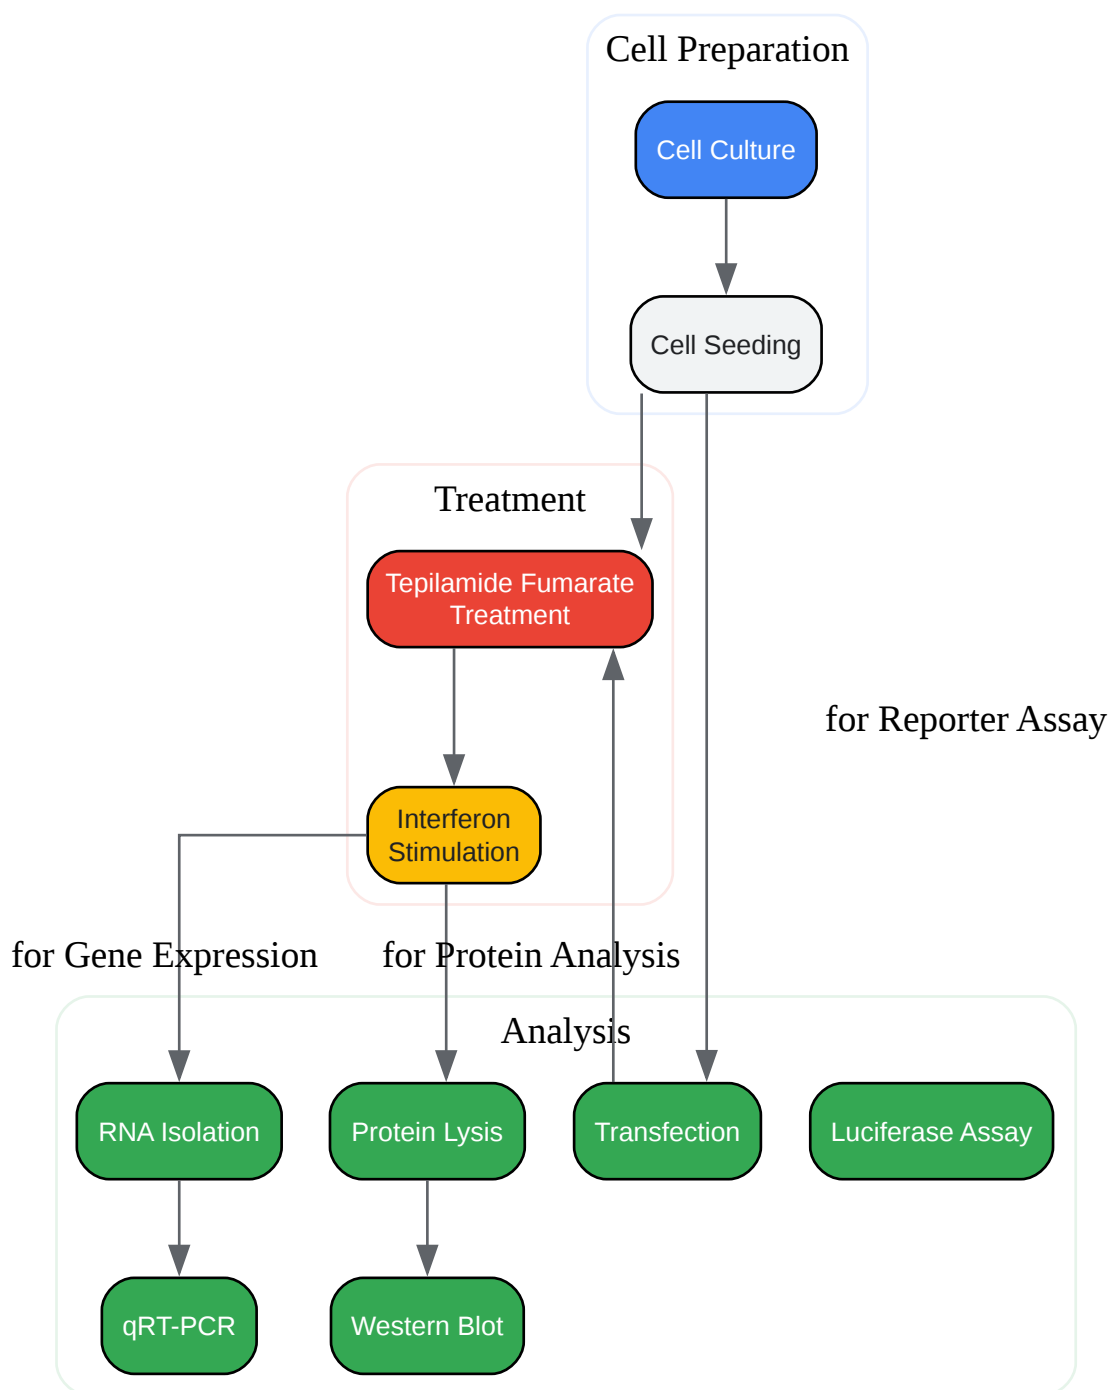 Cell Preparation
Cell Culture
Cell Seeding
Treatment
Tepilamide Fumarate
Treatment
for Reporter Assay
Interferon
Stimulation
for Gene Expression
for Protein Analysis
Analysis
RNA Isolation
Protein Lysis
Transfection
Luciferase Assay
qRT-PCR
Western Blot